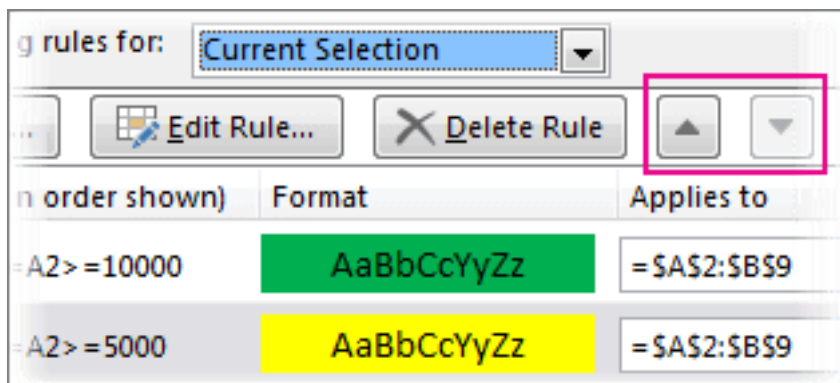 g rules for: Current Selection
... Edit Rule... Delete Rule
n order shown) Format Applies to
=A2>=10000 AaBbCcYyZz =$A$2:$B$9
=A2>=5000 AaBbCcYyZz =$A$2:$B$9